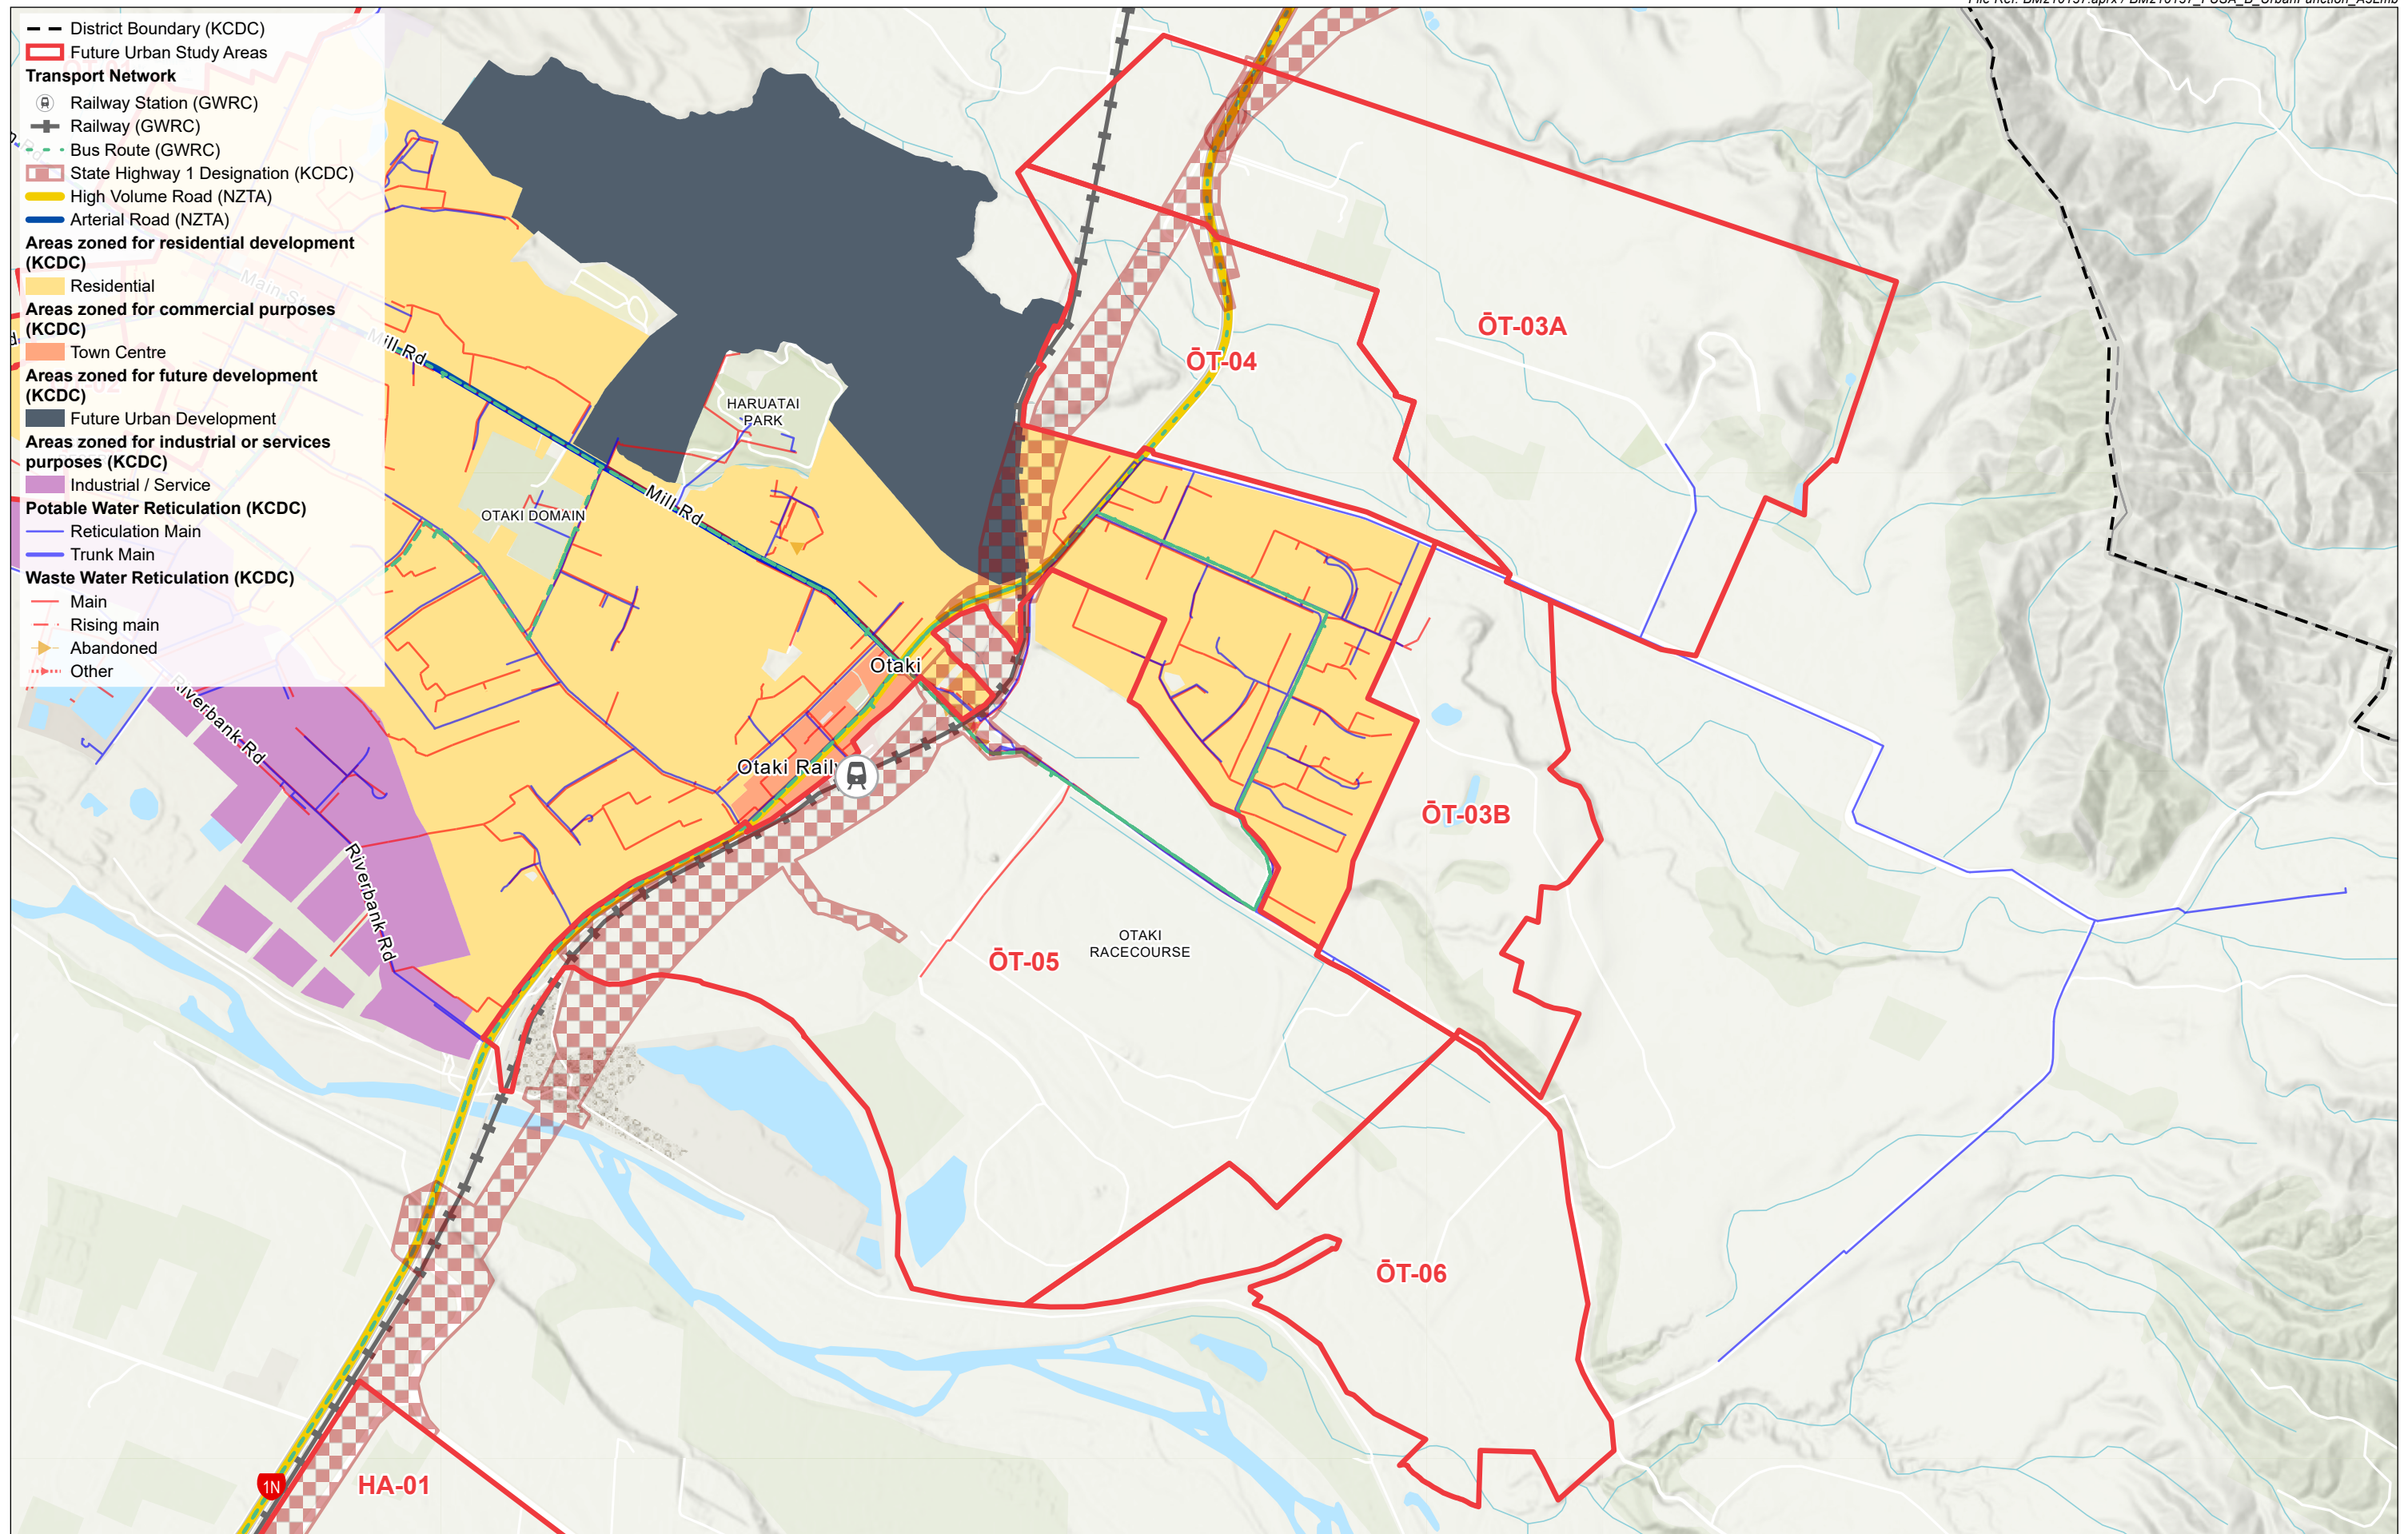 District Boundary (KCDC)
Future Urban Study Areas
Transport Network
Railway Station (GWRC)
Railway (GWRC)
Bus Route (GWRC)
State Highway 1 Designation (KCDC)
High Volume Road (NZTA)
Arterial Road (NZTA)
Areas zoned for residential development
(KCDC)
Residential
Areas zoned for commercial purposes
(KCDC)
Town Centre
Areas zoned for future development
(KCDC)
Future Urban Development
Areas zoned for industrial or services
purposes (KCDC)
Industrial / Service
Potable Water Reticulation (KCDC)
Reticulation Main
Trunk Main
Waste Water Reticulation (KCDC)
Main
Rising main
Abandoned
Other
Main-St
Mill Rd
HARUATAI
PARK
OTAKI DOMAIN
Mill Rd
ŌT-03A
ŌT-04
Otaki
Riverbank Rd
Otaki Rail
ŌT-03B
Riverbank Rd
ŌT-05
OTAKI
RACECOURSE
ŌT-06
1N
HA-01